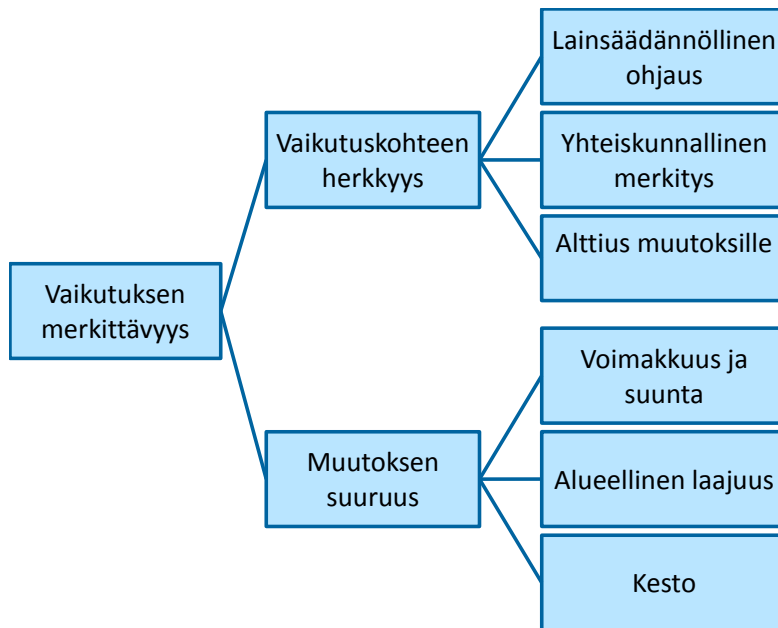 Lainsäädännöllinen
ohjaus
Vaikutuskohteen
herkkyys
Yhteiskunnallinen
merkitys
Alttius muutoksille
Vaikutuksen
merkittävyys
Voimakkuus ja
suunta
Muutoksen
suuruus
Alueellinen laajuus
Kesto